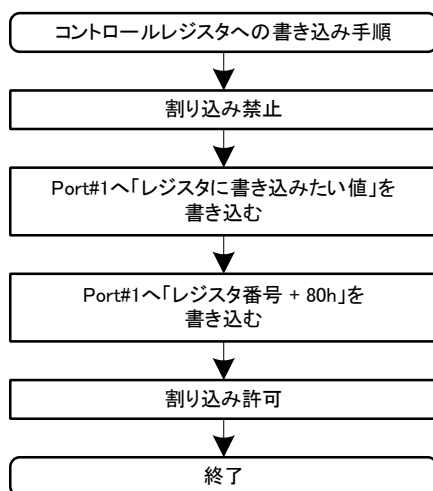 コントロールレジスタへの書き込み手順
割り込み禁止
Port#1へ「レジスタに書き込みたい値」を
書き込む
Port#1へ「レジスタ番号 + 80h」を
書き込む
割り込み許可
終了